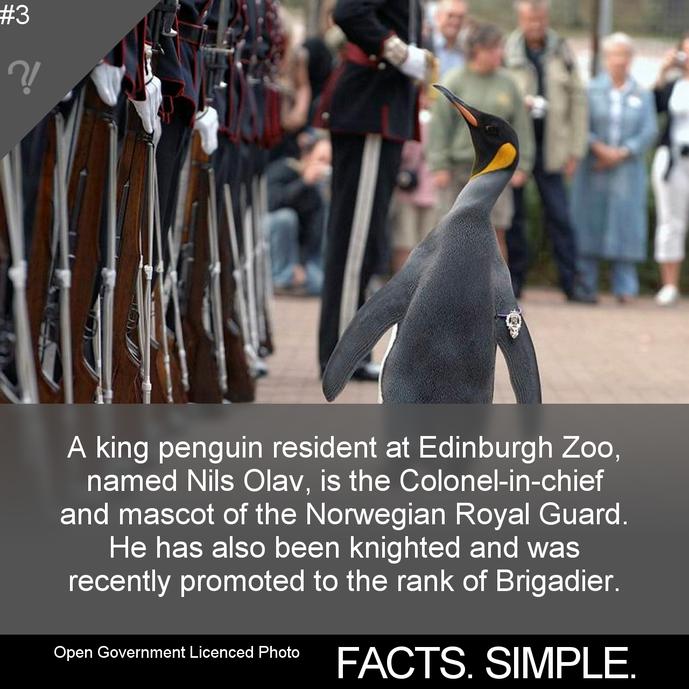 #3
?!
A king penguin resident at Edinburgh Zoo,
named Nils Olav, is the Colonel-in-chief
and mascot of the Norwegian Royal Guard.
He has also been knighted and was
recently promoted to the rank of Brigadier.
Open Government Licenced Photo
FACTS. SIMPLE.